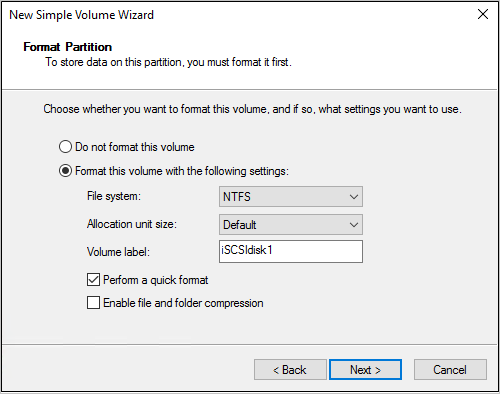 New Simple Volume Wizard
Format Partition
To store data on this partition, you must format it first.
Choose whether you want to format this volume, and if so, what settings you want to use.
Do not format this volume
Format this volume with the following settings:
File system: NTFS
Allocation unit size: Default
Volume label: iSCSIdisk1
Perform a quick format
Enable file and folder compression
< Back Next > Cancel